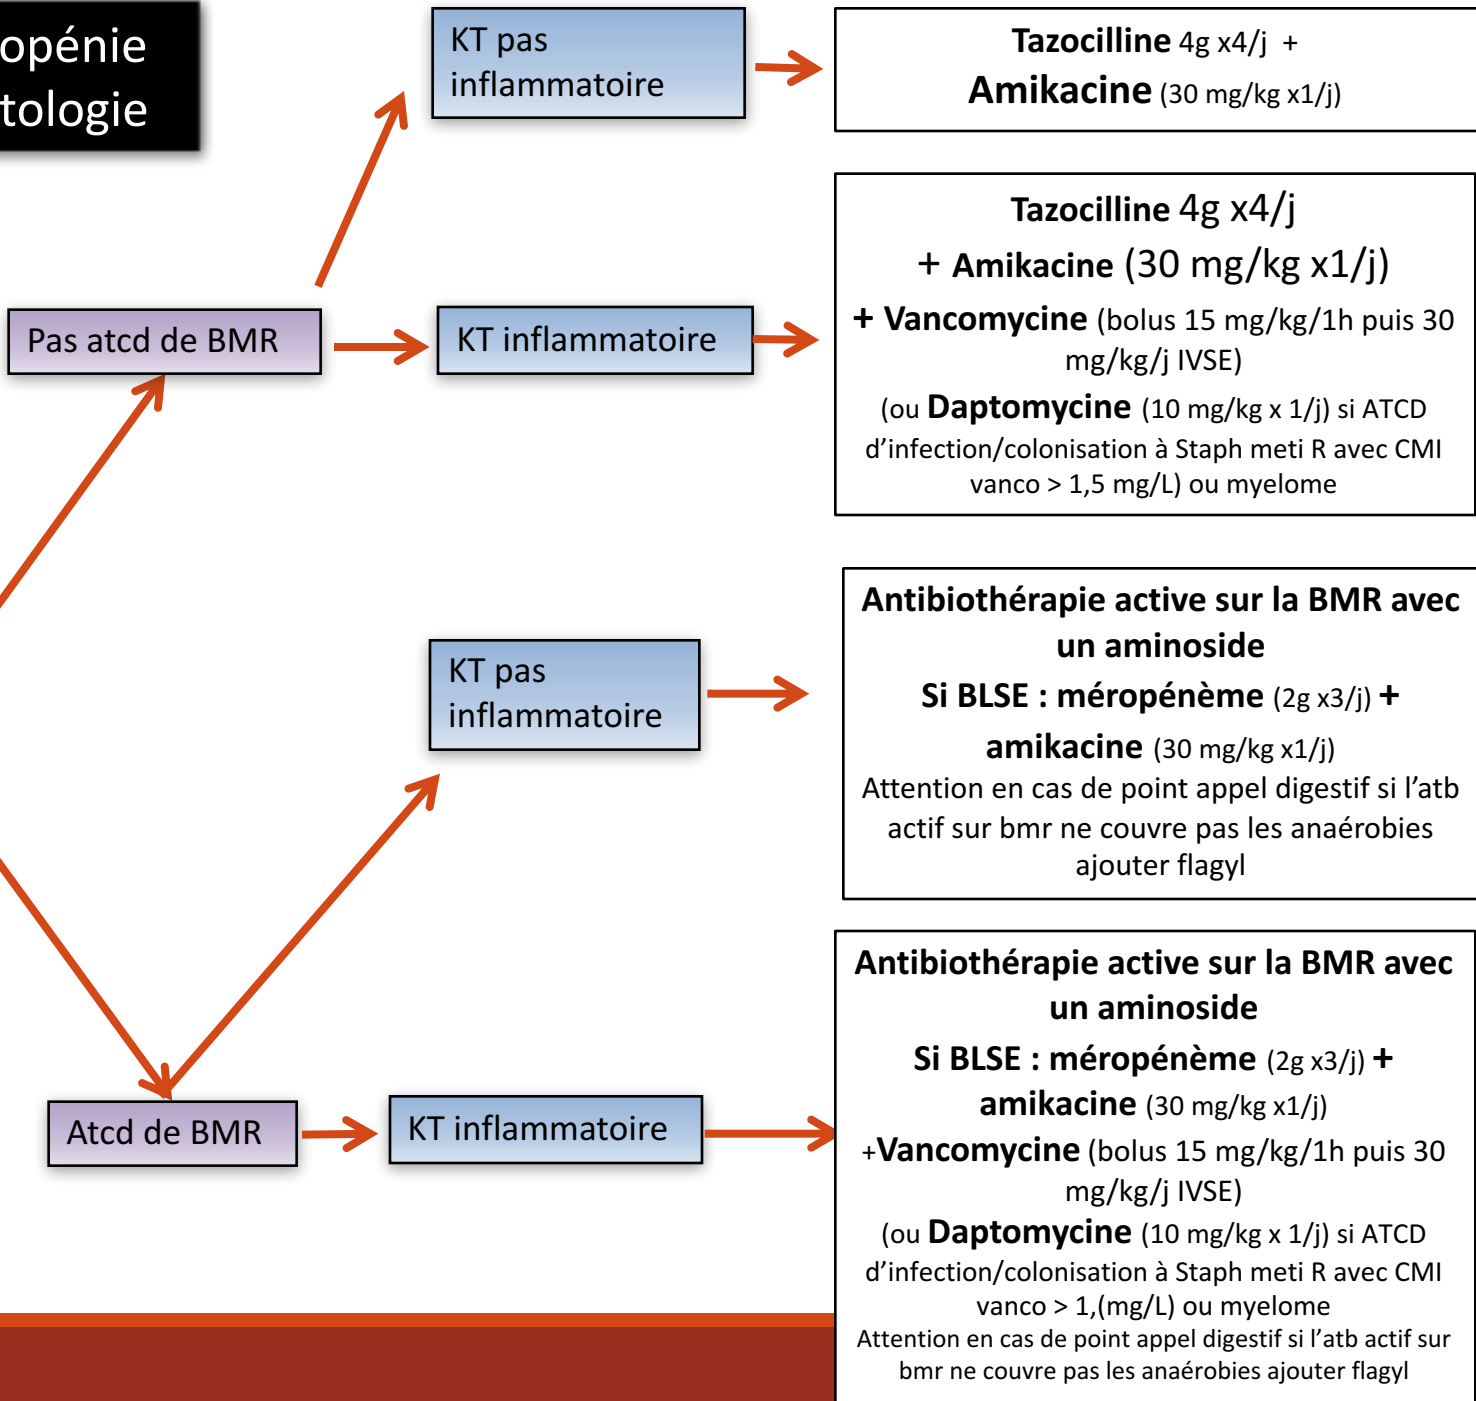 opénie
tologie
KT pas
inflammatoire
Tazocilline 4g x4/j +
Amikacine (30 mg/kg x1/j)
Pas atcd de BMR
KT inflammatoire
Tazocilline 4g x4/j
+ Amikacine (30 mg/kg x1/j)
+ Vancomycine (bolus 15 mg/kg/1h puis 30
mg/kg/j IVSE)
(ou Daptomycine (10 mg/kg x 1/j) si ATCD
d’infection/colonisation à Staph meti R avec CMI
vanco > 1,5 mg/L) ou myelome
KT pas
inflammatoire
Antibiothérapie active sur la BMR avec
un aminoside
Si BLSE : méropénème (2g x3/j) +
amikacine (30 mg/kg x1/j)
Attention en cas de point appel digestif si l’atb
actif sur bmr ne couvre pas les anaérobies
ajouter flagyl
Atcd de BMR
KT inflammatoire
Antibiothérapie active sur la BMR avec
un aminoside
Si BLSE : méropénème (2g x3/j) +
amikacine (30 mg/kg x1/j)
+Vancomycine (bolus 15 mg/kg/1h puis 30
mg/kg/j IVSE)
(ou Daptomycine (10 mg/kg x 1/j) si ATCD
d’infection/colonisation à Staph meti R avec CMI
vanco > 1,(mg/L) ou myelome
Attention en cas de point appel digestif si l’atb actif sur
bmr ne couvre pas les anaérobies ajouter flagyl